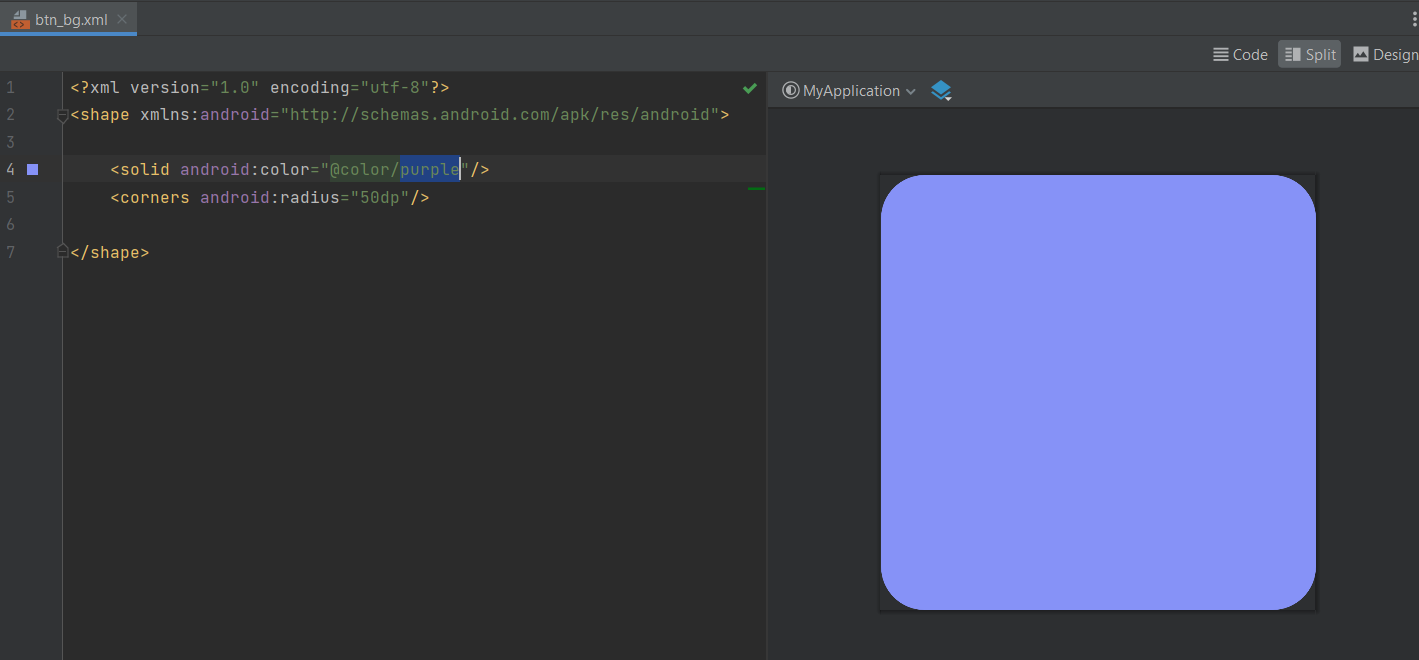 btn_bg.xml
Code Split Design
MyApplication
1 <?xml version="1.0" encoding="utf-8"?>
2 <shape xmlns:android="http://schemas.android.com/apk/res/android">
3
4 <solid android:color="@color/purple"/>
5 <corners android:radius="50dp"/>
6
7 </shape>